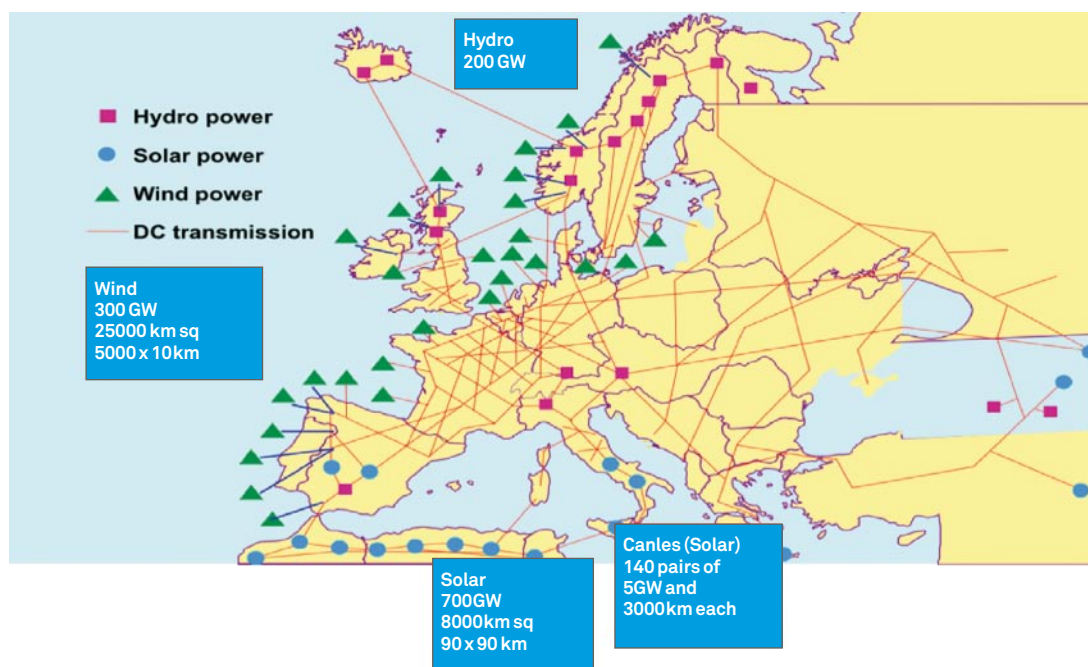 Hydro
200 GW
Hydro power
Solar power
Wind power
DC transmission
Wind
300 GW
25000 km sq
5000 x 10km
Canles (Solar)
140 pairs of
5GW and
3000km each
Solar
700GW
8000km sq
90 x 90 km